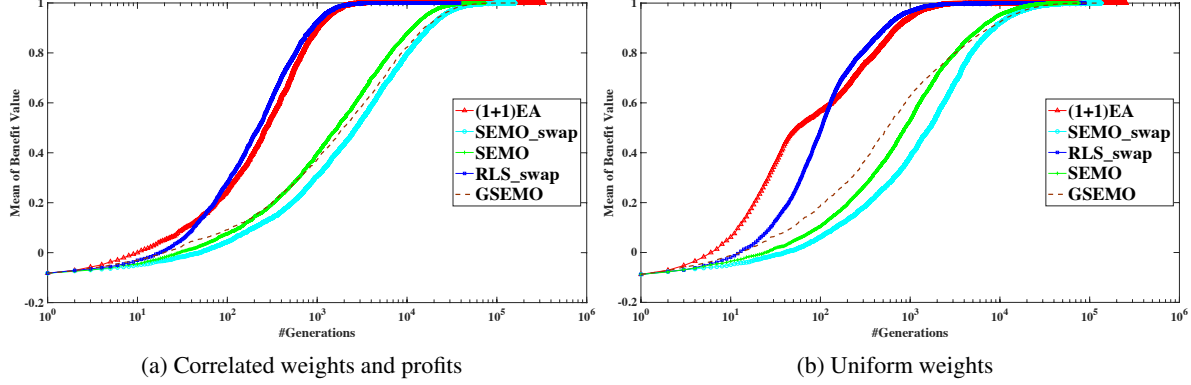 1
0.8
0.6
0.4
0.2
0
-0.2
Mean of Benefit Value
(1+1)EA
SEMO_swap
SEMO
RLS_swap
GSEMO
10^0 10^1 10^2 10^3 10^4 10^5 10^6
#Generations
(a) Correlated weights and profits
1
0.8
0.6
0.4
0.2
0
-0.2
Mean of Benefit Value
(1+1)EA
SEMO_swap
RLS_swap
SEMO
GSEMO
10^0 10^1 10^2 10^3 10^4 10^5 10^6
#Generations
(b) Uniform weights